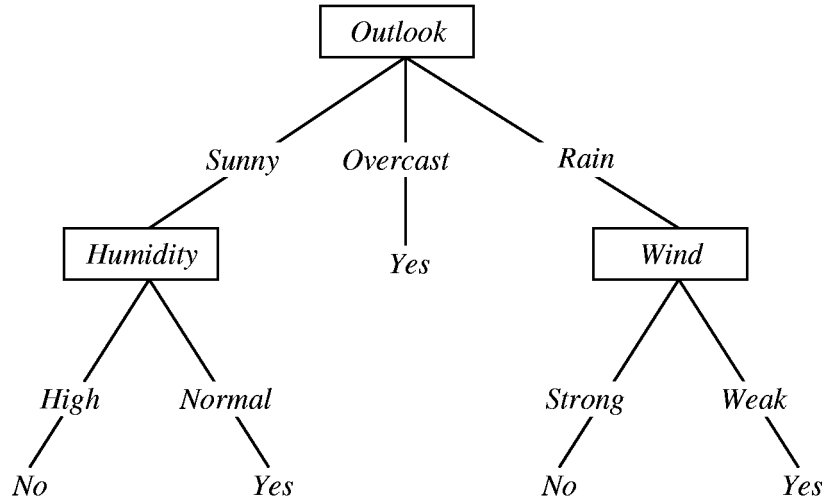 Outlook
Sunny Overcast Rain
Humidity Yes Wind
High Normal Strong Weak
No Yes No Yes